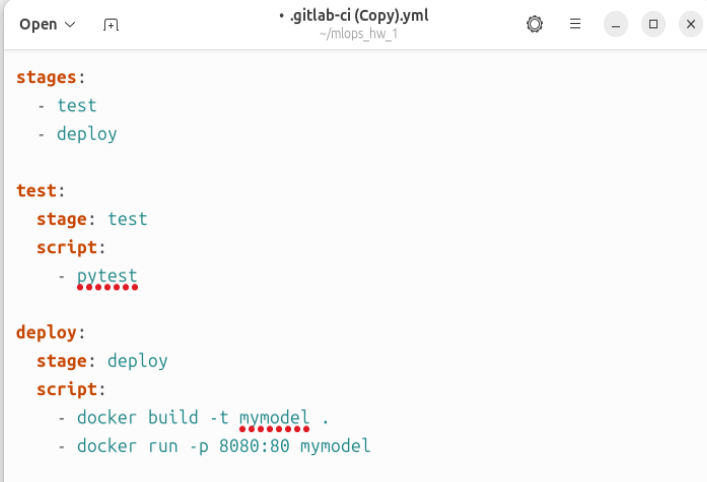 Open
• .gitlab-ci (Copy).yml
~/mlops_hw_1
stages:
  - test
  - deploy

test:
  stage: test
  script:
    - pytest

deploy:
  stage: deploy
  script:
    - docker build -t mymodel .
    - docker run -p 8080:80 mymodel